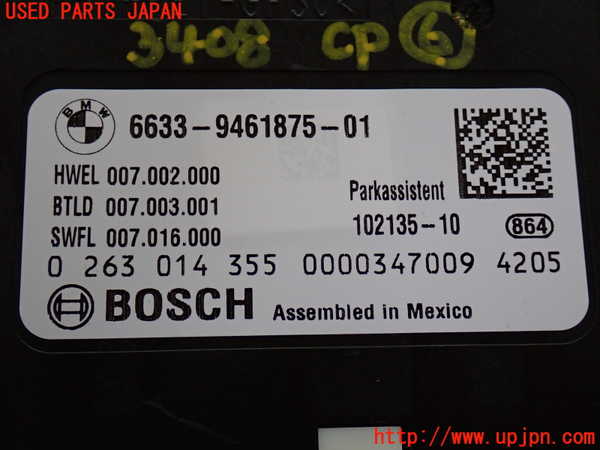 USED PARTS JAPAN
3408 CP 6
BMW
6633-9461875-01
HWEL 007.002.000
BTLD 007.003.001
SWFL 007.016.000
Parkassistent
102135-10
864
0 263 014 355 0000347009 4205
BOSCH
Assembled in Mexico
www.upjpn.com